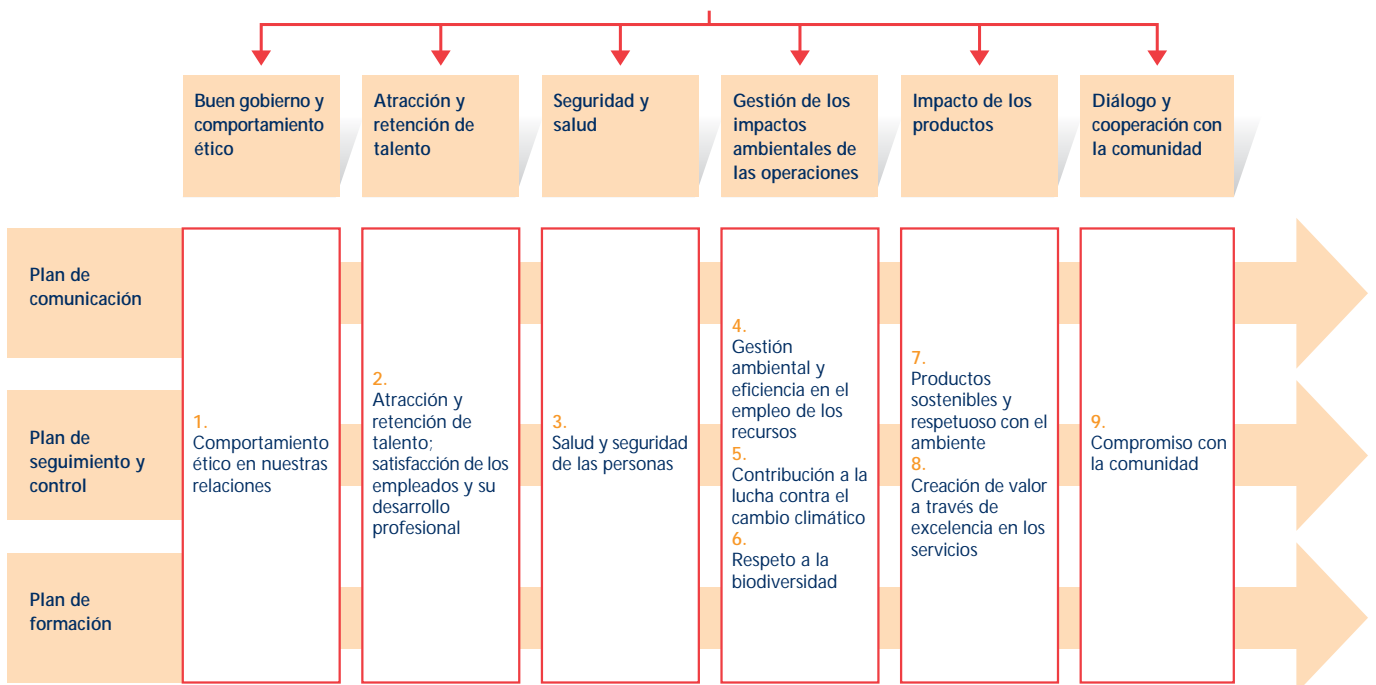 Buen gobierno y
comportamiento
ético
Atracción y
retención de
talento
Seguridad y
salud
Gestión de los
impactos
ambientales de
las operaciones
Impacto de los
productos
Diálogo y
cooperación con
la comunidad
Plan de
comunicación
Plan de
seguimiento y
control
Plan de
formación
1.
Comportamiento
ético en nuestras
relaciones
2.
Atracción y
retención de
talento;
satisfacción de los
empleados y su
desarrollo
profesional
3.
Salud y seguridad
de las personas
4.
Gestión
ambiental y
eficiencia en el
empleo de los
recursos
5.
Contribución a la
lucha contra el
cambio climático
6.
Respeto a la
biodiversidad
7.
Productos
sostenibles y
respetuoso con el
ambiente
8.
Creación de valor
a través de
excelencia en los
servicios
9.
Compromiso con
la comunidad